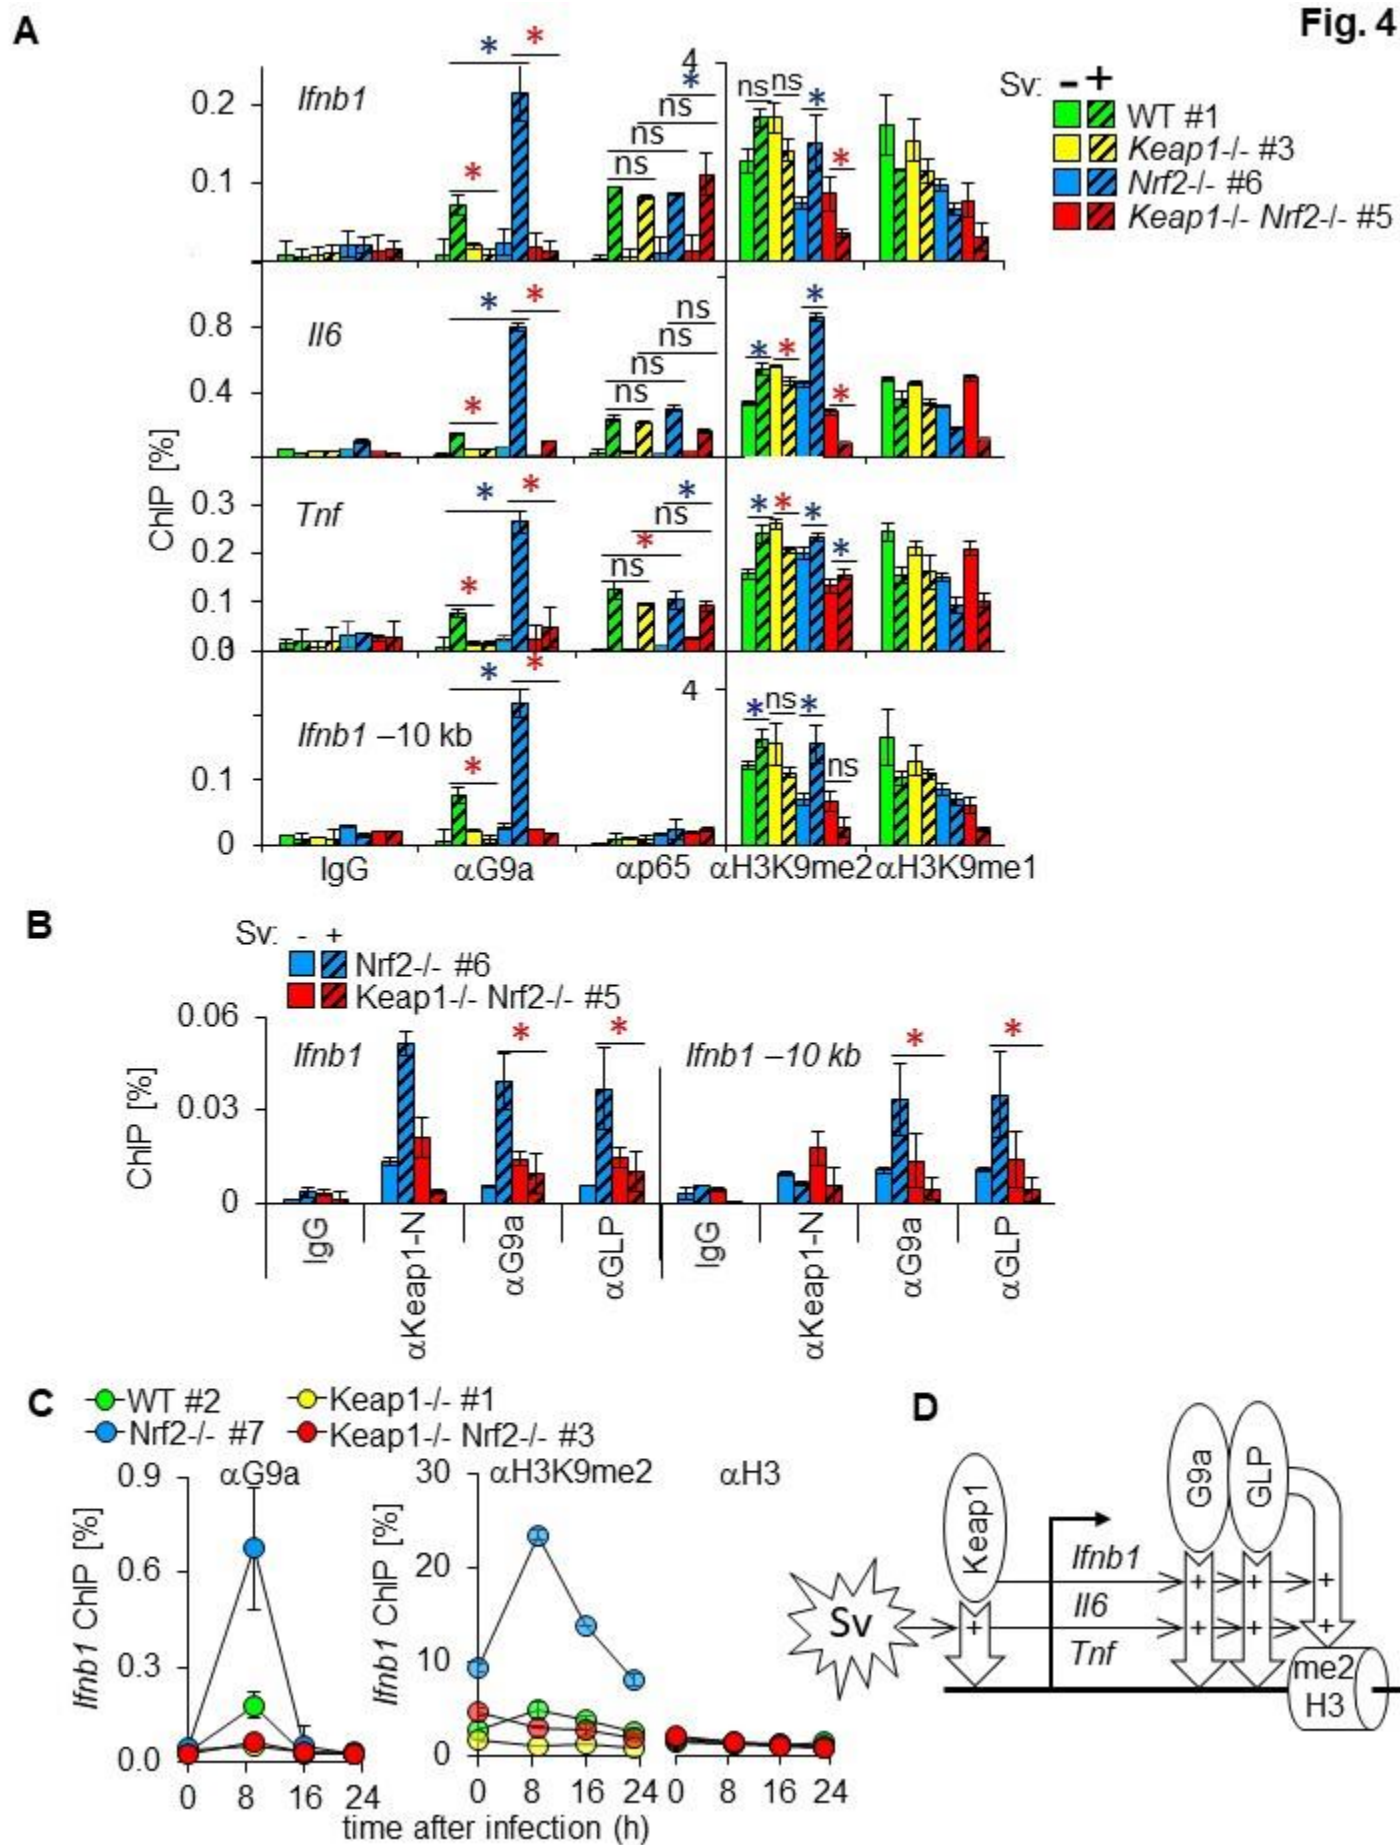 Fig. 4
A
Sv: - +
WT #1
Keap1-/- #3
Nrf2-/- #6
Keap1-/- Nrf2-/- #5
ChIP [%]
Ifnb1
0.2
0.1
* * *
4
*
ns
ns
ns
ns ns * *
Il6
0.8
0.4
* * *
ns
ns
ns
ns
* * * *
Tnf
0.3
0.2
0.1
* * *
*
ns
*
ns
* * * *
Ifnb1 –10 kb
4
0.1
0
* * *
* ns * ns
IgG αG9a αp65 αH3K9me2 αH3K9me1
B
Sv: - +
Nrf2-/- #6
Keap1-/- Nrf2-/- #5
ChIP [%]
0.06
0.03
0
Ifnb1 * *
Ifnb1 –10 kb * *
IgG αKeap1-N αG9a αGLP IgG αKeap1-N αG9a αGLP
C
WT #2 Keap1-/- #1
Nrf2-/- #7 Keap1-/- Nrf2-/- #3
αG9a αH3K9me2 αH3
Ifnb1 ChIP [%]
0.9
0.6
0.3
0.0
Ifnb1 ChIP [%]
30
20
10
0
0 8 16 24 0 8 16 24 0 8 16 24
time after infection (h)
D
Sv
Keap1
G9a GLP
Ifnb1
Il6
Tnf
+ + + +
+ + +
me2
H3